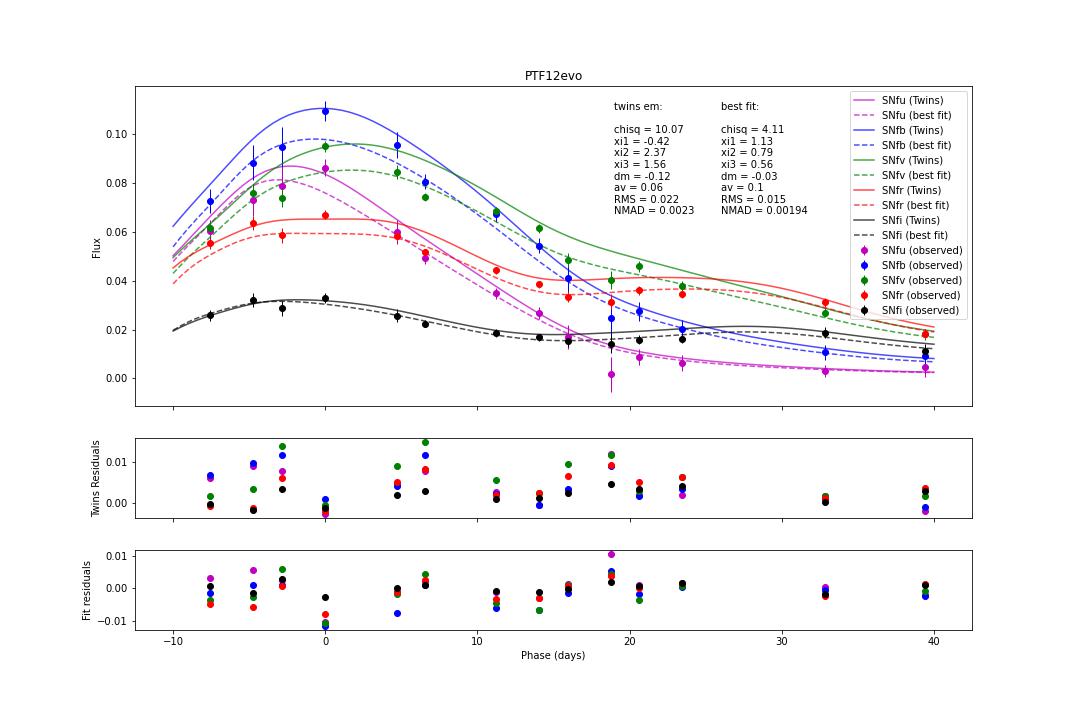 PTF12evo
Flux
0.10
0.08
0.06
0.04
0.02
0.00
twins em:
chisq = 10.07
xi1 = -0.42
xi2 = 2.37
xi3 = 1.56
dm = -0.12
av = 0.06
RMS = 0.022
NMAD = 0.0023
best fit:
chisq = 4.11
xi1 = 1.13
xi2 = 0.79
xi3 = 0.56
dm = -0.03
av = 0.1
RMS = 0.015
NMAD = 0.00194
SNfu (Twins)
SNfu (best fit)
SNfb (Twins)
SNfb (best fit)
SNfv (Twins)
SNfv (best fit)
SNfr (Twins)
SNfr (best fit)
SNfi (Twins)
SNfi (best fit)
SNfu (observed)
SNfb (observed)
SNfv (observed)
SNfr (observed)
SNfi (observed)
Twins Residuals
0.01
0.00
Fit residuals
0.01
0.00
−0.01
−10 0 10 20 30 40
Phase (days)